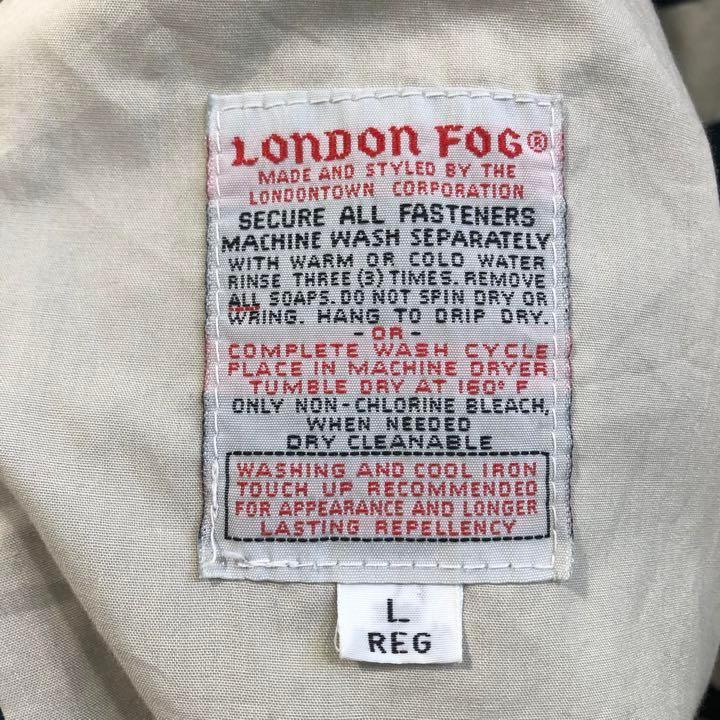 LONDON FOG®
MADE AND STYLED BY THE
LONDONTOWN CORPORATION
SECURE ALL FASTENERS
MACHINE WASH SEPARATELY
WITH WARM OR COLD WATER
RINSE THREE (3) TIMES. REMOVE
ALL SOAPS. DO NOT SPIN DRY OR
WRING. HANG TO DRIP DRY.
- OR -
COMPLETE WASH CYCLE
PLACE IN MACHINE DRYER
TUMBLE DRY AT 160° F
ONLY NON-CHLORINE BLEACH,
WHEN NEEDED
DRY CLEANABLE
WASHING AND COOL IRON
TOUCH UP RECOMMENDED
FOR APPEARANCE AND LONGER
LASTING REPELLENCY
L
REG